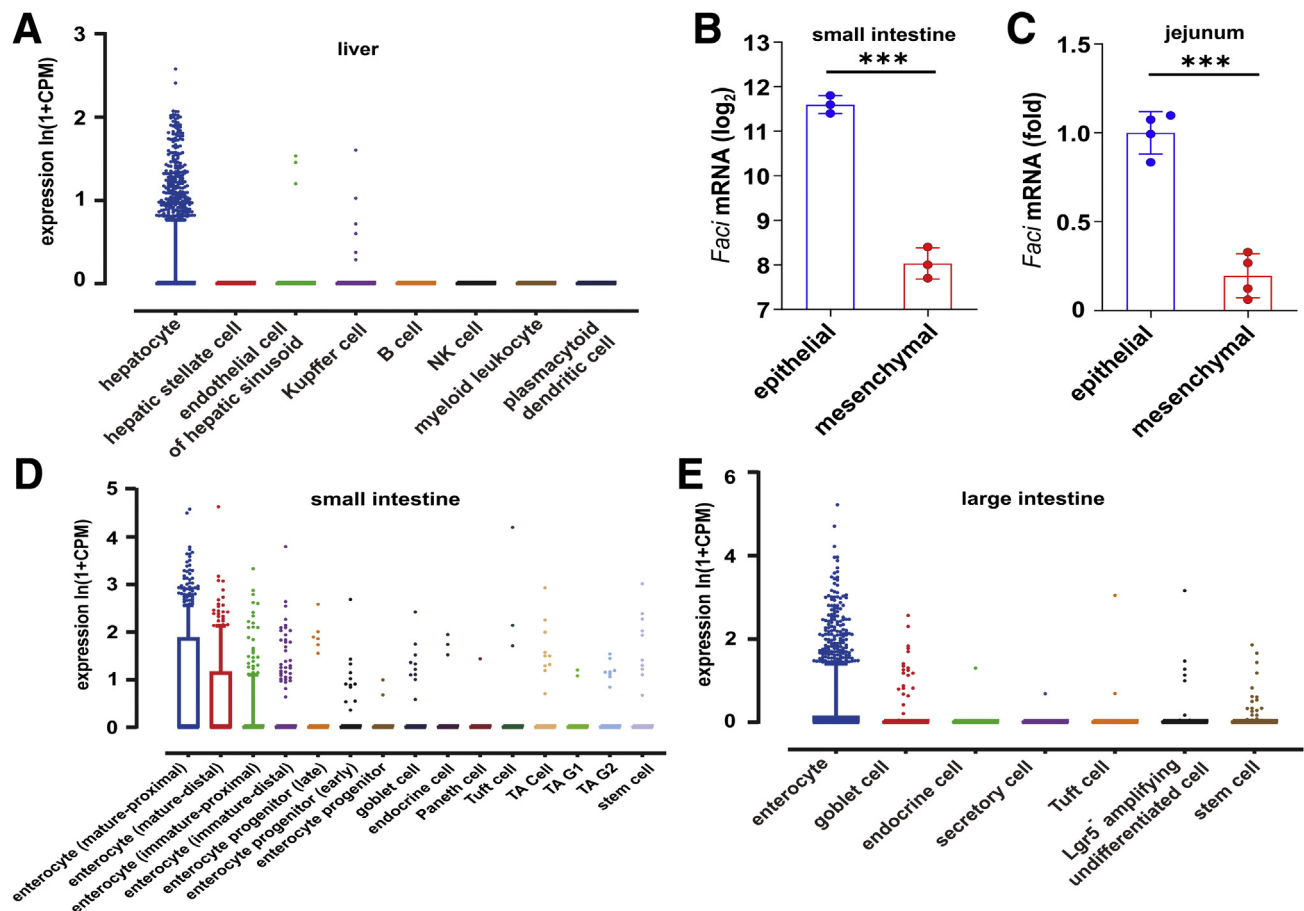 A
liver
expression ln(1+CPM)
3
2
1
0
hepatocyte
hepatic stellate cell
endothelial cell
of hepatic sinusoid
Kupffer cell
B cell
NK cell
myeloid leukocyte
plasmacytoid
dendritic cell
B
small intestine
***
Faci mRNA (log2)
13
12
11
10
9
8
7
epithelial
mesenchymal
C
jejunum
***
Faci mRNA (fold)
1.5
1.0
0.5
0
epithelial
mesenchymal
D
small intestine
expression ln(1+CPM)
5
4
3
2
1
0
enterocyte (mature-proximal)
enterocyte (mature-distal)
enterocyte (immature-proximal)
enterocyte (immature-distal)
enterocyte progenitor (late)
enterocyte progenitor (early)
enterocyte progenitor
goblet cell
endocrine cell
Paneth cell
Tuft cell
TA Cell
TA G1
TA G2
stem cell
E
large intestine
expression ln(1+CPM)
6
4
2
0
enterocyte
goblet cell
endocrine cell
secretory cell
Tuft cell
Lgr5- amplifying
undifferentiated cell
stem cell